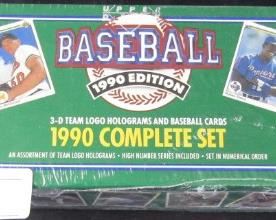 UPPER
BASEBALL
1990 EDITION
3-D TEAM LOGO HOLOGRAMS AND BASEBALL CARDS
1990 COMPLETE SET
AN ASSORTMENT OF TEAM LOGO HOLOGRAMS • HIGH NUMBER SERIES INCLUDED • SET IN NUMERICAL ORDER